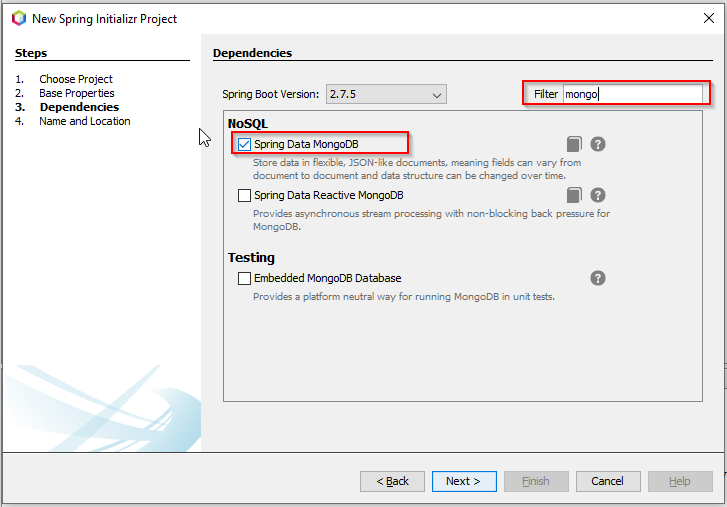 New Spring Initializr Project
Steps
1. Choose Project
2. Base Properties
3. Dependencies
4. Name and Location
Dependencies
Spring Boot Version: 2.7.5
Filter mongo
NoSQL
Spring Data MongoDB
Store data in flexible, JSON-like documents, meaning fields can vary from
document to document and data structure can be changed over time.
Spring Data Reactive MongoDB
Provides asynchronous stream processing with non-blocking back pressure for
MongoDB.
Testing
Embedded MongoDB Database
Provides a platform neutral way for running MongoDB in unit tests.
< Back
Next >
Finish
Cancel
Help